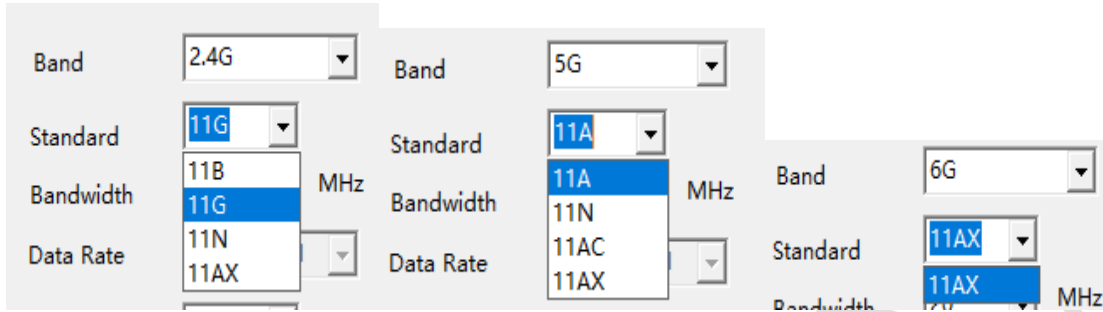 Band 2.4G
Standard 11G
11B
Bandwidth MHz
11G
11N
Data Rate
11AX
Band 5G
Standard 11A
11A
Bandwidth MHz
11N
11AC
Data Rate
11AX
Band 6G
Standard 11AX
11AX
Bandwidth MHz